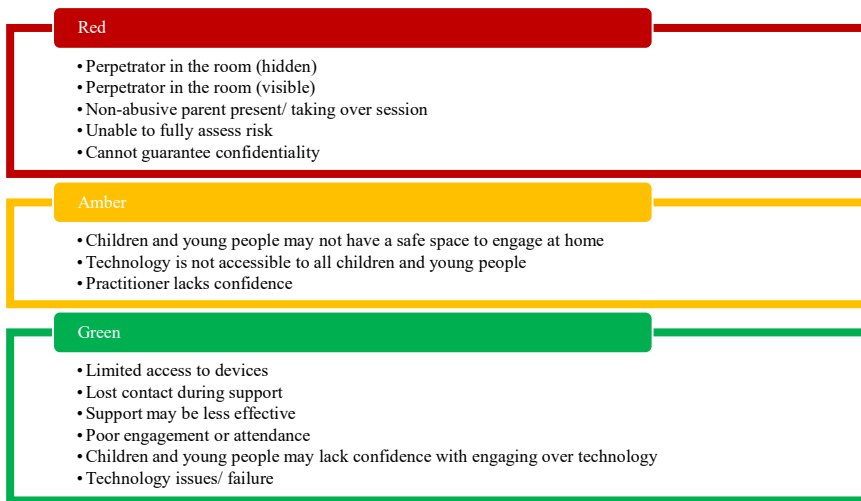 Red
• Perpetrator in the room (hidden)
• Perpetrator in the room (visible)
• Non-abusive parent present/ taking over session
• Unable to fully assess risk
• Cannot guarantee confidentiality
Amber
• Children and young people may not have a safe space to engage at home
• Technology is not accessible to all children and young people
• Practitioner lacks confidence
Green
• Limited access to devices
• Lost contact during support
• Support may be less effective
• Poor engagement or attendance
• Children and young people may lack confidence with engaging over technology
• Technology issues/ failure